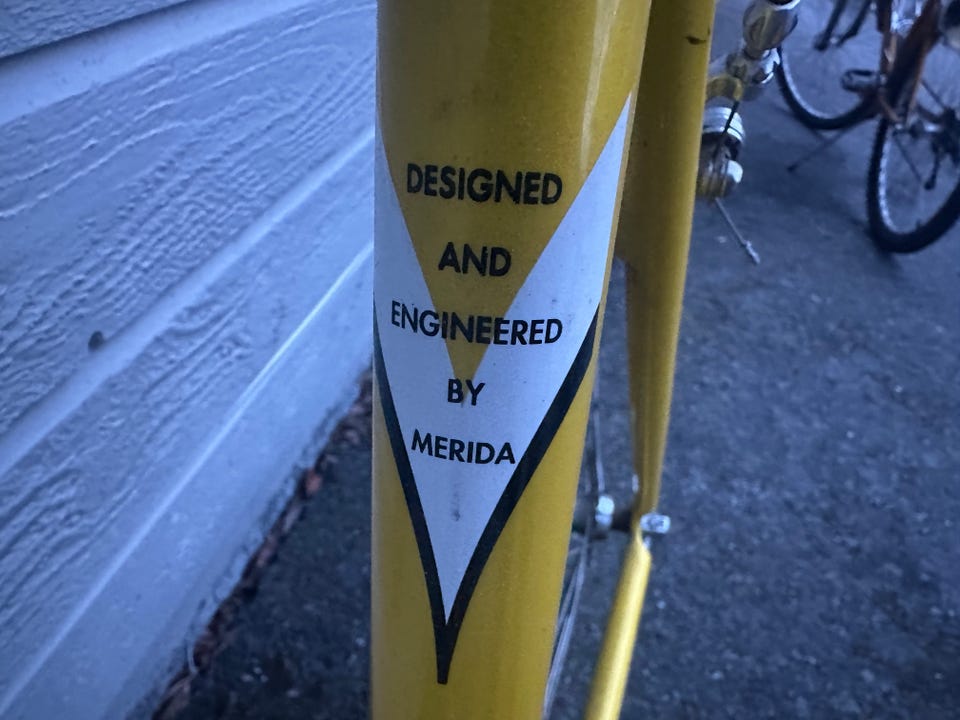 DESIGNED
AND
ENGINEERED
BY
MERIDA